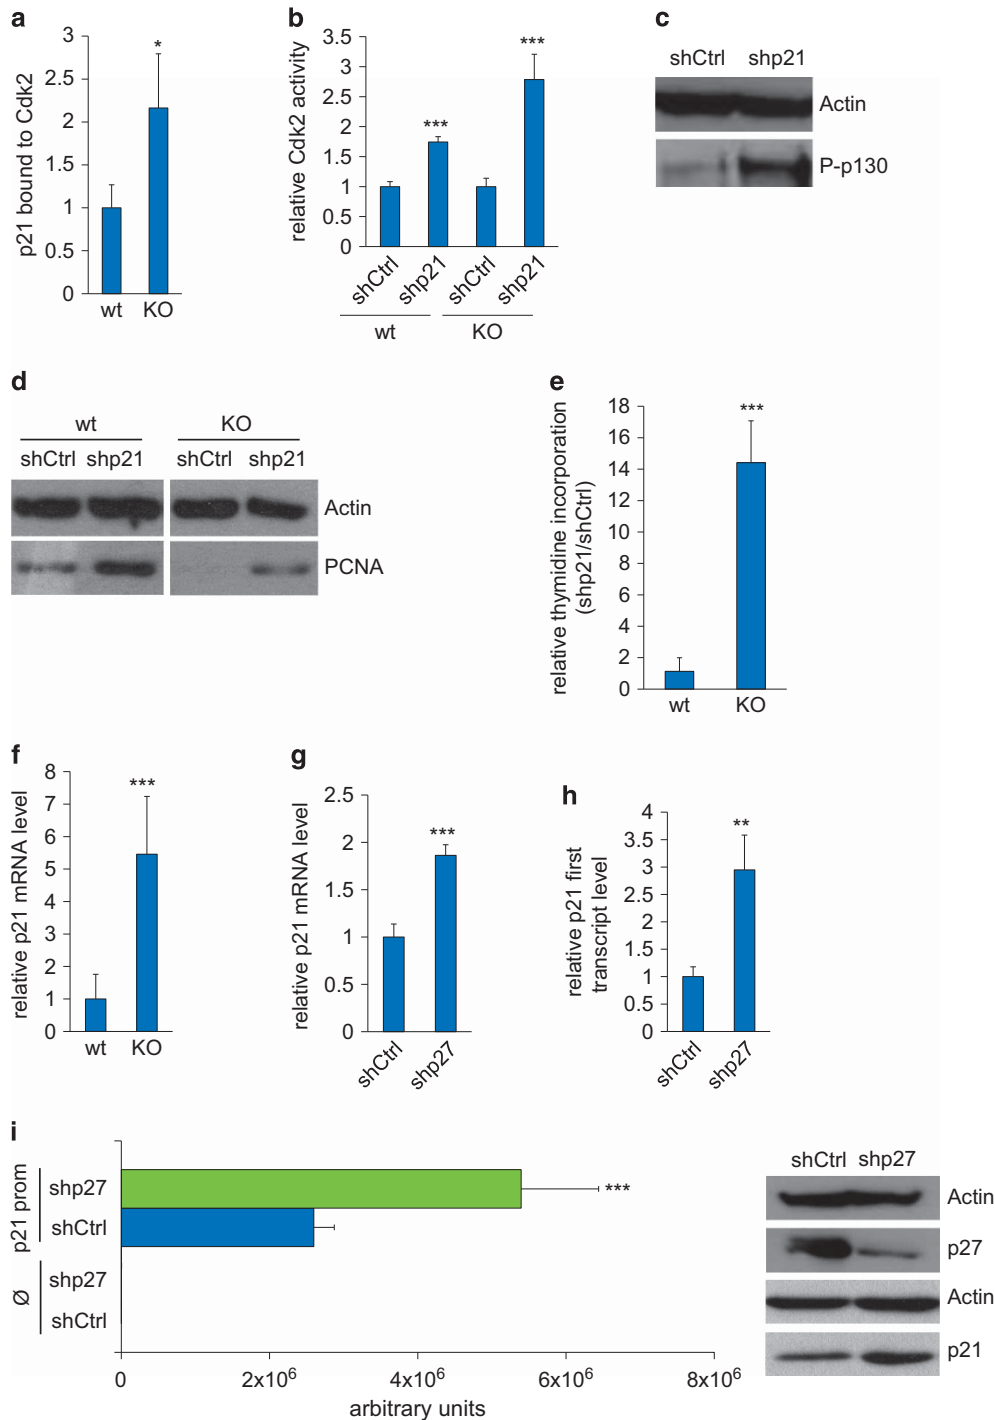 a
p21 bound to Cdk2
3
2.5
2
1.5
1
0.5
0
*
wt
KO
b
relative Cdk2 activity
3.5
3
2.5
2
1.5
1
0.5
0
***
***
shCtrl
shp21
shCtrl
shp21
wt
KO
c
shCtrl shp21
Actin
P-p130
d
wt
KO
shCtrl shp21
shCtrl shp21
Actin
PCNA
e
relative thymidine incorporation
(shp21/shCtrl)
18
16
14
12
10
8
6
4
2
0
***
wt
KO
f
relative p21 mRNA level
8
7
6
5
4
3
2
1
0
***
wt
KO
g
relative p21 mRNA level
2.5
2
1
0.5
0
***
shCtrl
shp27
h
relative p21 first
transcript level
4
3.5
3
2.5
2
1.5
1
0.5
0
**
shCtrl
shp27
i
p21 prom
shp27
shCtrl
***
Ø
shp27
shCtrl
0
2x10⁶
4x10⁶
6x10⁶
8x10⁶
arbitrary units
shCtrl shp27
Actin
p27
Actin
p21